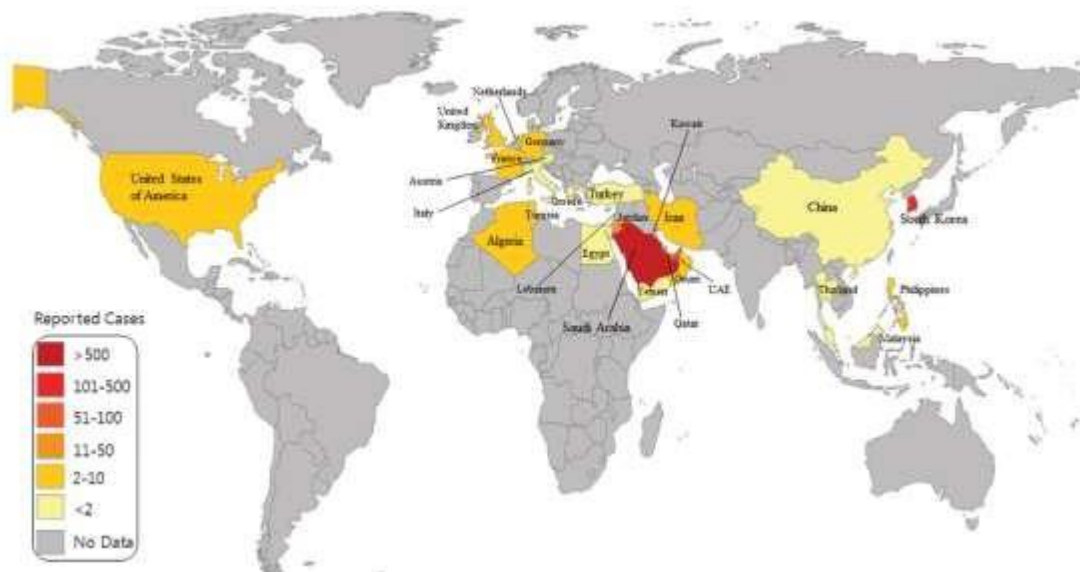 Netherlands
United
Kingdom
Germany
Kuwait
France
Austria
United States
of America
Italy
Greece
Turkey
China
South Korea
Tunisia
Jordan
Iran
Algeria
Egypt
Lebanon
Yemen
Oman
UAE
Thailand
Philippines
Saudi Arabia
Qatar
Malaysia
Reported Cases
>500
101-500
51-100
11-50
2-10
<2
No Data